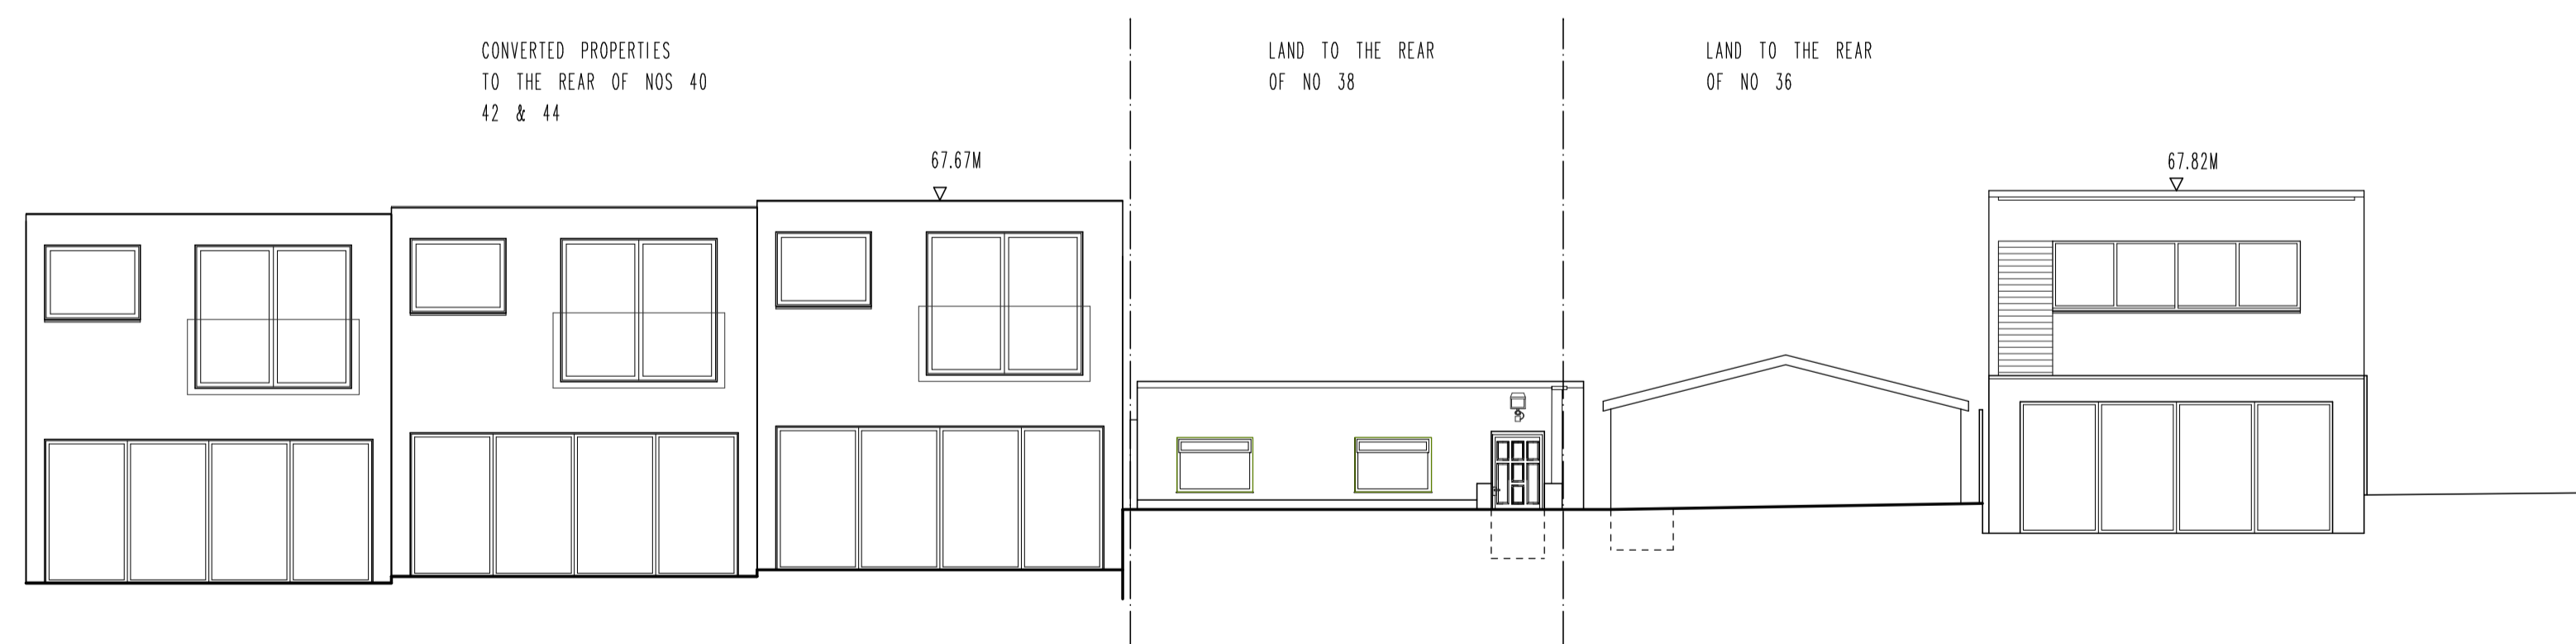 CONVERTED PROPERTIES
TO THE REAR OF NOS 40
42 & 44
LAND TO THE REAR
OF NO 38
LAND TO THE REAR
OF NO 36
67.67M
67.82M